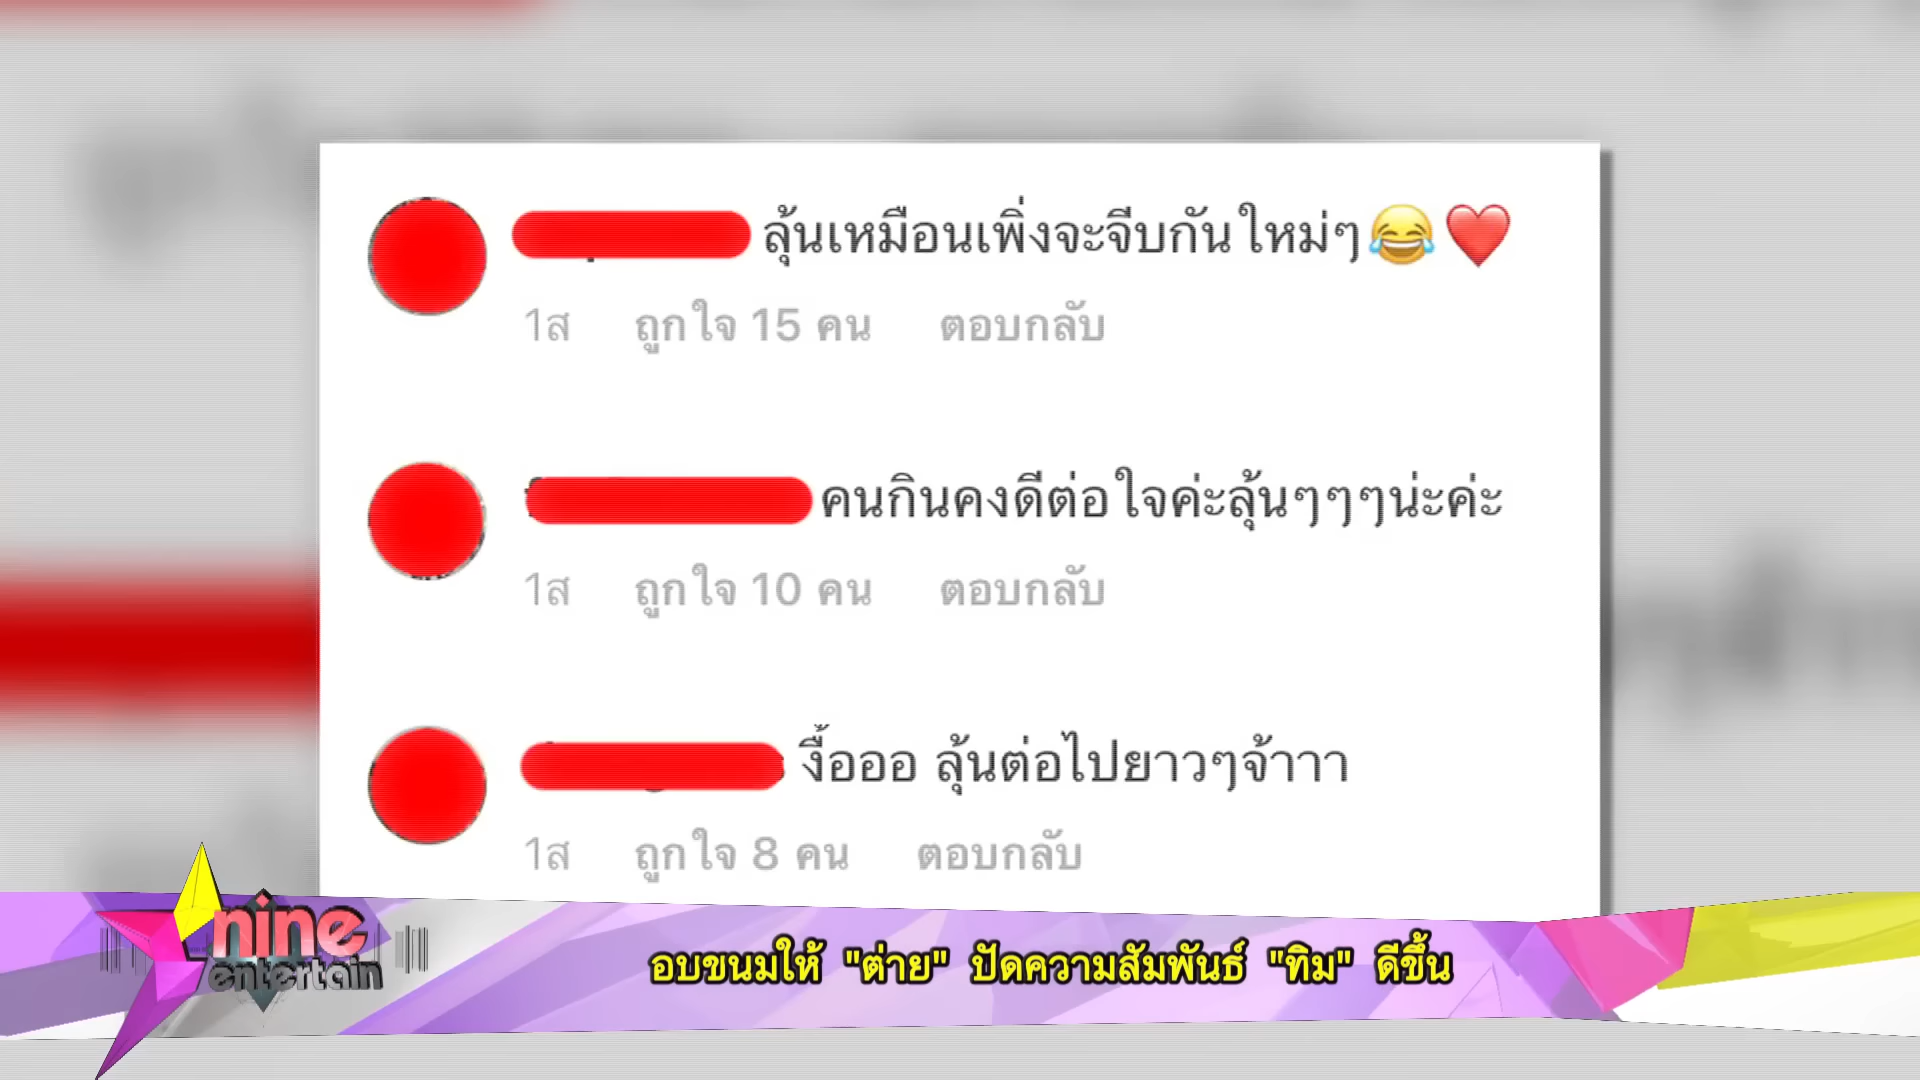 ลุ้นเหมือนเพิ่งจะจีบกันใหม่ๆ😂❤️
1ส ถูกใจ 15 คน ตอบกลับ
คนกินคงดีต่อใจค่ะลุ้นๆๆๆน่ะค่ะ
1ส ถูกใจ 10 คน ตอบกลับ
งื้อออ ลุ้นต่อไปยาวๆจ้าาา
1ส ถูกใจ 8 คน ตอบกลับ
nine
entertain
อบขนมให้ "ต่าย" ปัดความสัมพันธ์ "ทิม" ดีขึ้น